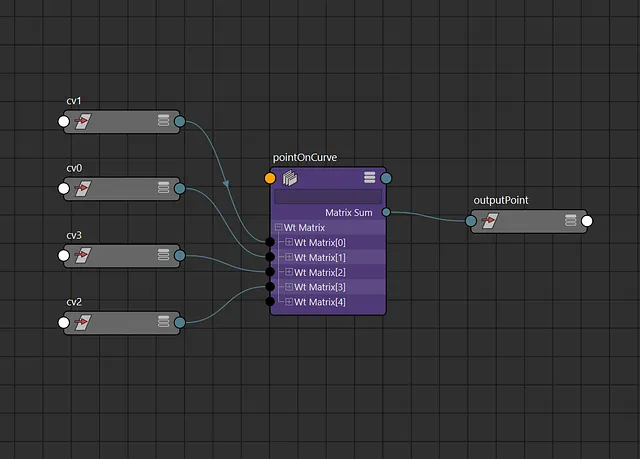 cv1
cv0
cv3
cv2
pointOnCurve
Matrix Sum
Wt Matrix
Wt Matrix[0]
Wt Matrix[1]
Wt Matrix[2]
Wt Matrix[3]
Wt Matrix[4]
outputPoint